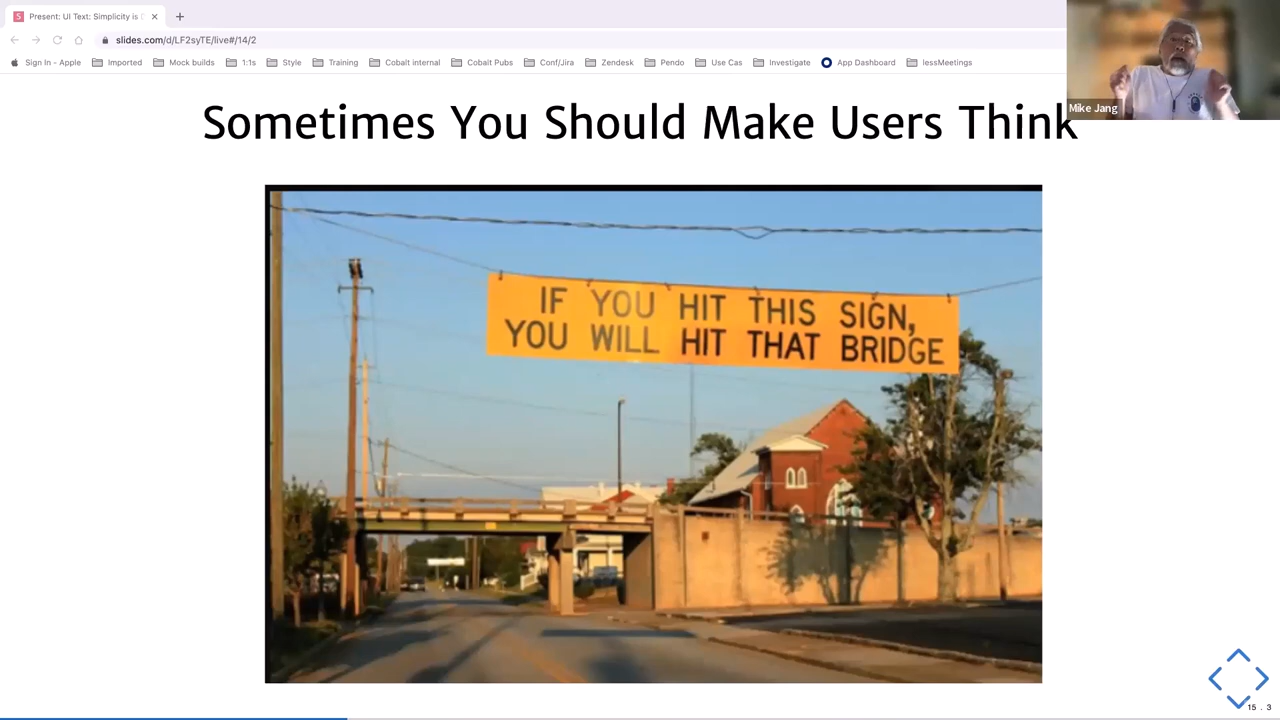 Present: UI Text: Simplicity is
slides.com/d/LF2syTE/live#/14/2
Sign In - Apple
Imported
Mock builds
1:1s
Style
Training
Cobalt internal
Cobalt Pubs
Conf/Jira
Zendesk
Pendo
Use Cas
Investigate
App Dashboard
lessMeetings
Mike Jang
Sometimes You Should Make Users Think
IF YOU HIT THIS SIGN,
YOU WILL HIT THAT BRIDGE
15 . 3